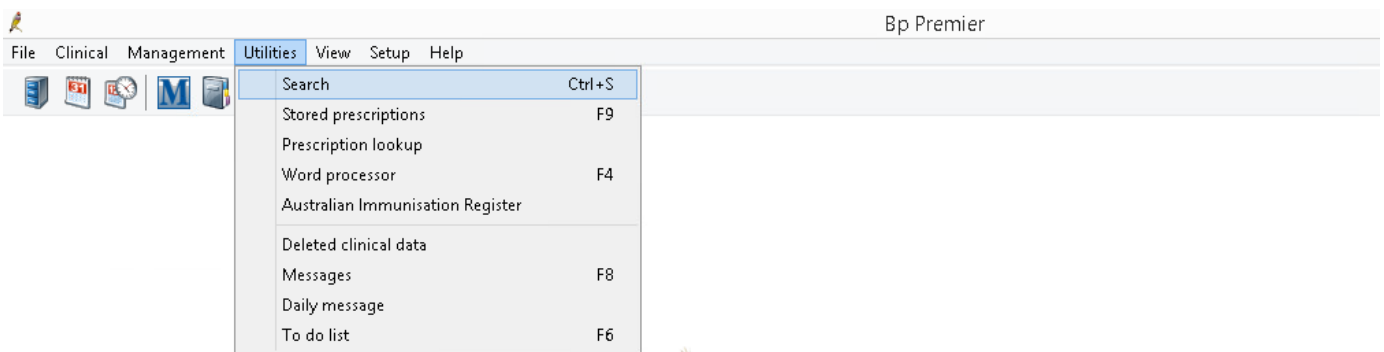 Bp Premier
File Clinical Management Utilities View Setup Help
31 M
Search Ctrl+S
Stored prescriptions F9
Prescription lookup
Word processor F4
Australian Immunisation Register
Deleted clinical data
Messages F8
Daily message
To do list F6